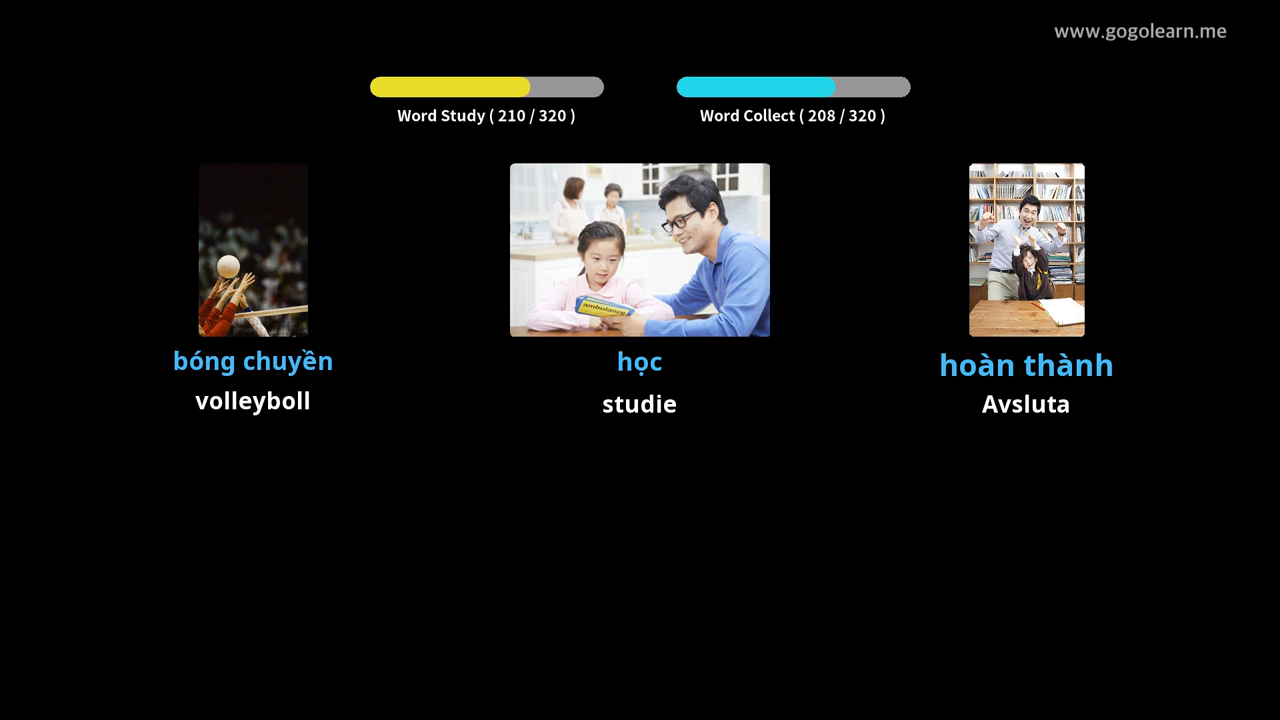 www.gogolearn.me
Word Study ( 210 / 320 )
Word Collect ( 208 / 320 )
ambulance
bóng chuyền
học
hoàn thành
volleyboll
studie
Avsluta